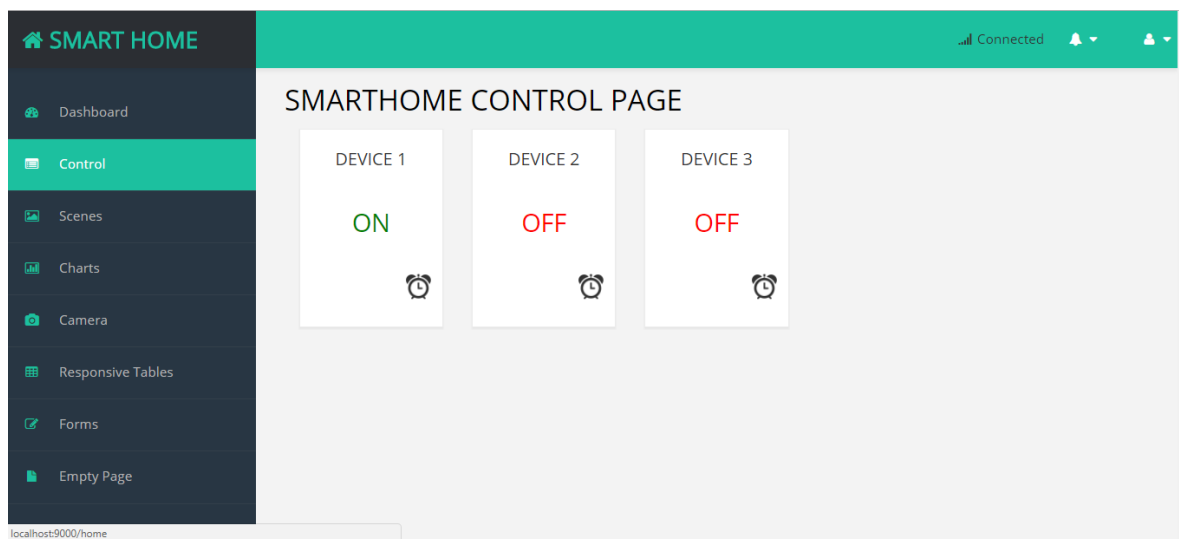 SMART HOME
Connected
Dashboard
Control
Scenes
Charts
Camera
Responsive Tables
Forms
Empty Page
SMARTHOME CONTROL PAGE
DEVICE 1
ON
DEVICE 2
OFF
DEVICE 3
OFF
localhost:9000/home